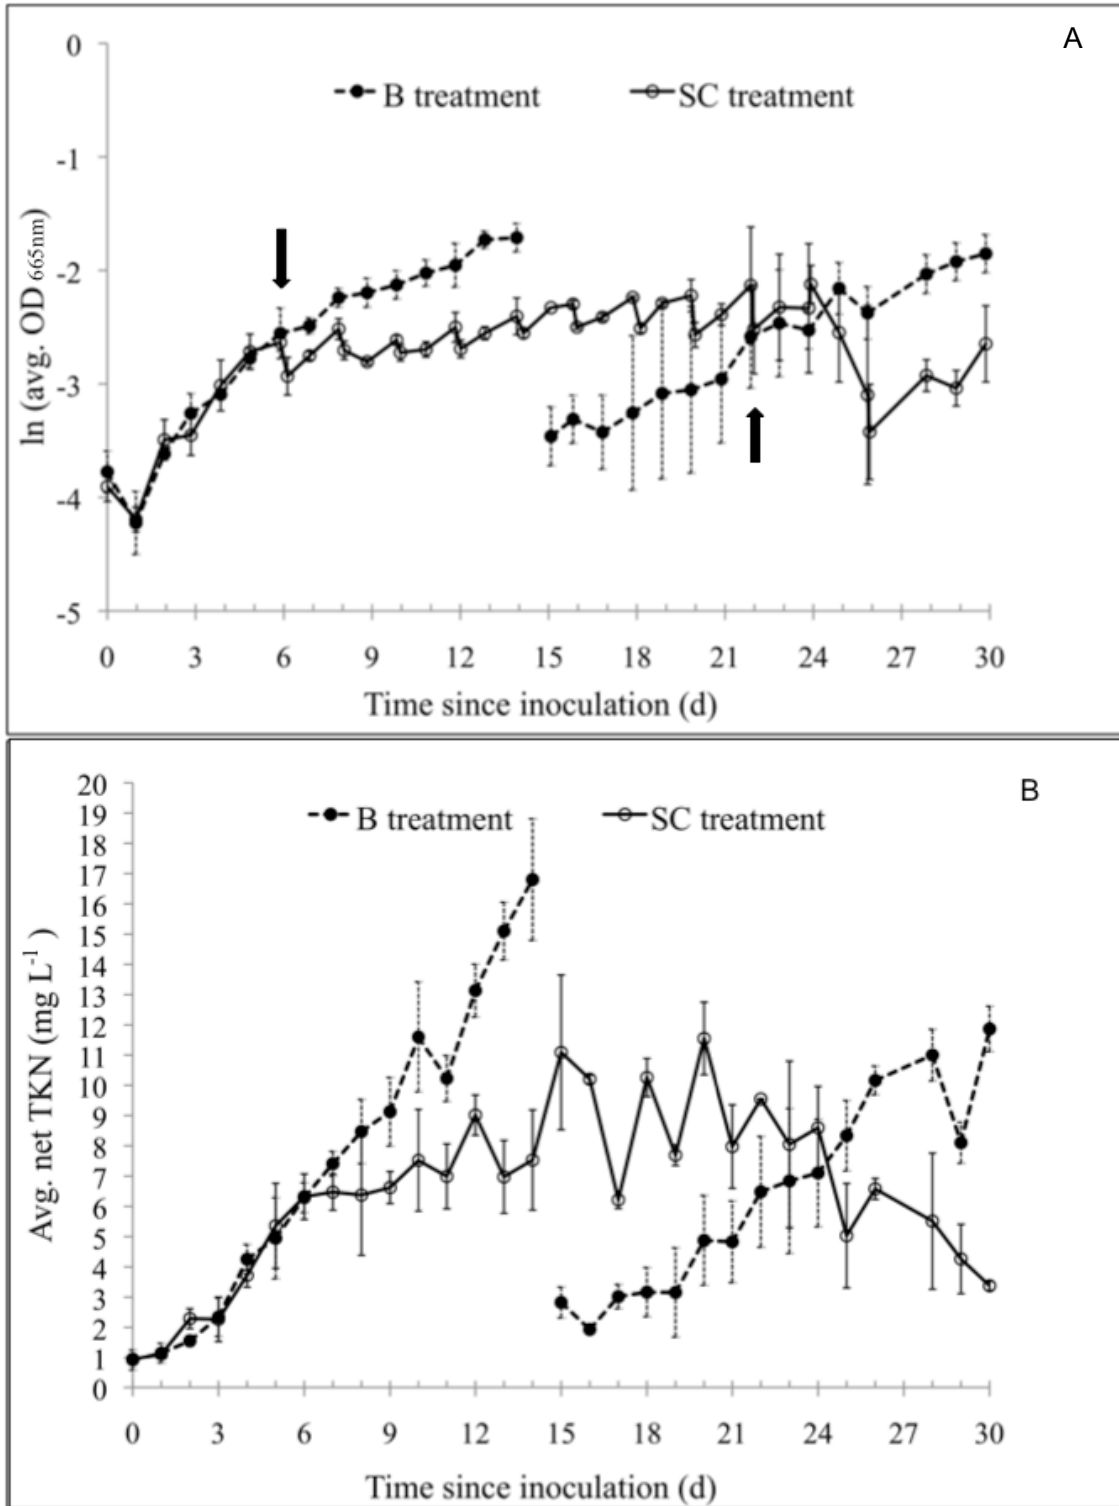 A
0
B treatment
SC treatment
-1
-2
-3
-4
-5
ln (avg. OD 665nm)
0 3 6 9 12 15 18 21 24 27 30
Time since inoculation (d)
B
20
B treatment
SC treatment
19
18
17
16
15
14
13
12
11
10
9
8
7
6
5
4
3
2
1
0
Avg. net TKN (mg L-1 )
0 3 6 9 12 15 18 21 24 27 30
Time since inoculation (d)